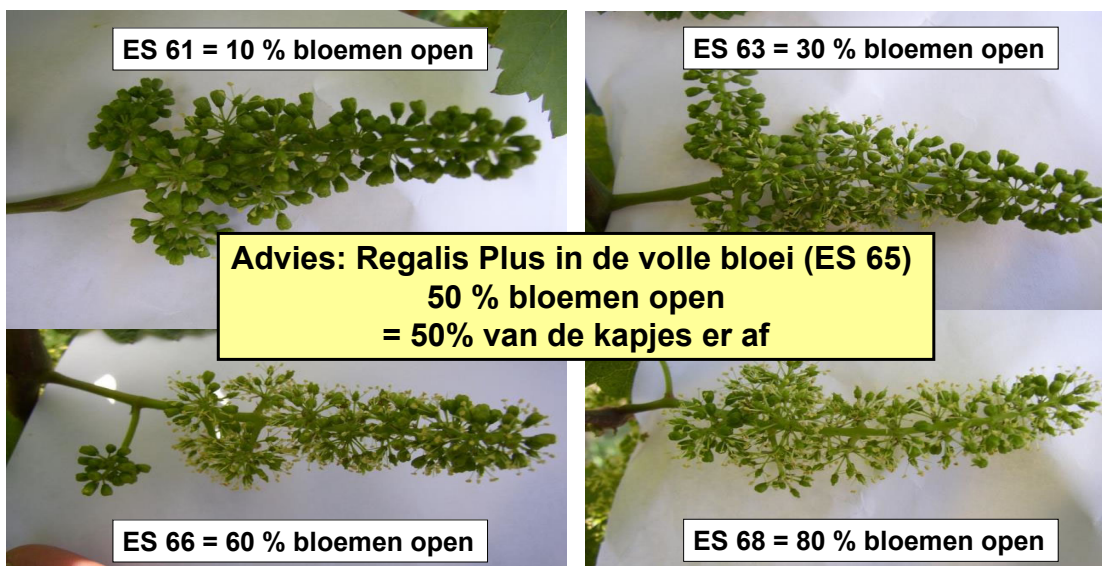 ES 61 = 10 % bloemen open
ES 63 = 30 % bloemen open
Advies: Regalis Plus in de volle bloei (ES 65)
50 % bloemen open
= 50% van de kapjes er af
ES 66 = 60 % bloemen open
ES 68 = 80 % bloemen open